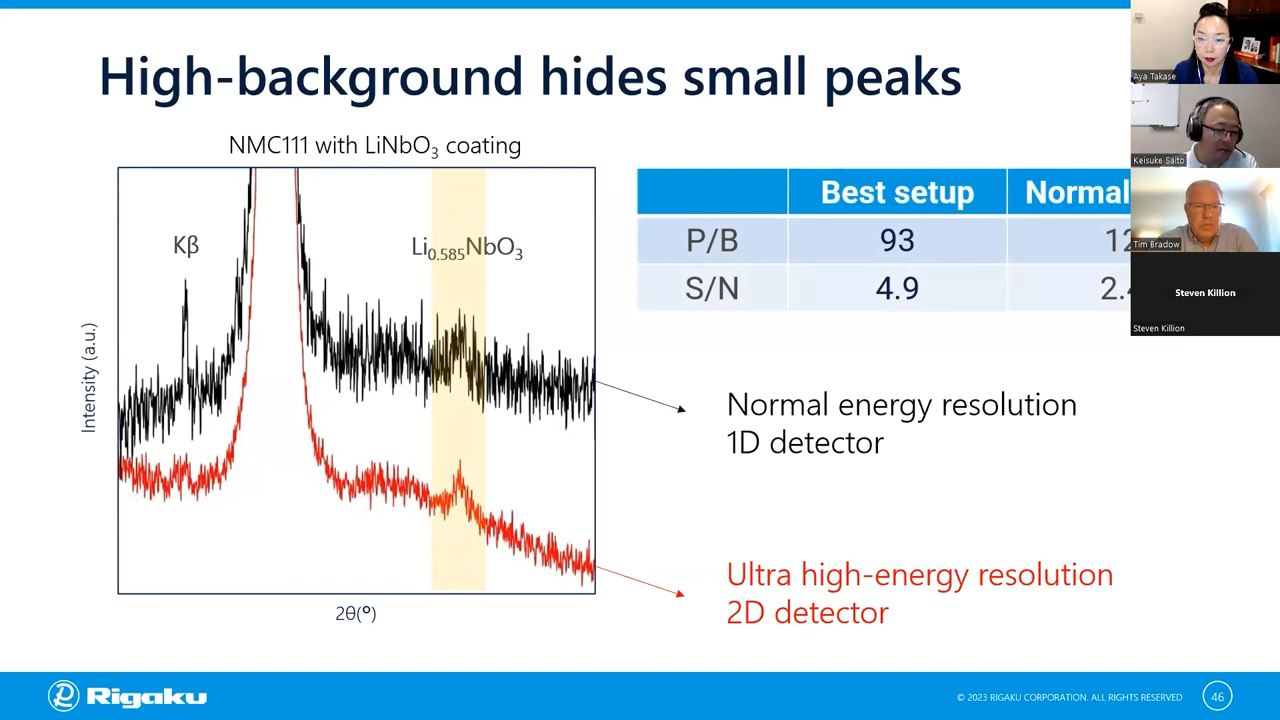 High-background hides small peaks
NMC111 with LiNbO₃ coating
Kβ
Li₀.₅₈₅NbO₃
Intensity (a.u.)
2θ(°)
Best setup Normal
P/B 93 12
S/N 4.9 2.
Normal energy resolution
1D detector
Ultra high-energy resolution
2D detector
Rigaku
© 2023 RIGAKU CORPORATION. ALL RIGHTS RESERVED
46
Aya Takase
Keisuke Saito
Tim Bradow
Steven Killion
Steven Killion